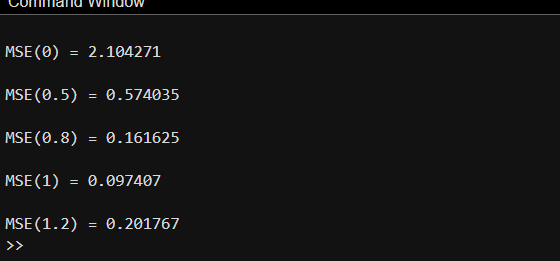 Command Window
MSE(0) = 2.104271
MSE(0.5) = 0.574035
MSE(0.8) = 0.161625
MSE(1) = 0.097407
MSE(1.2) = 0.201767
>>